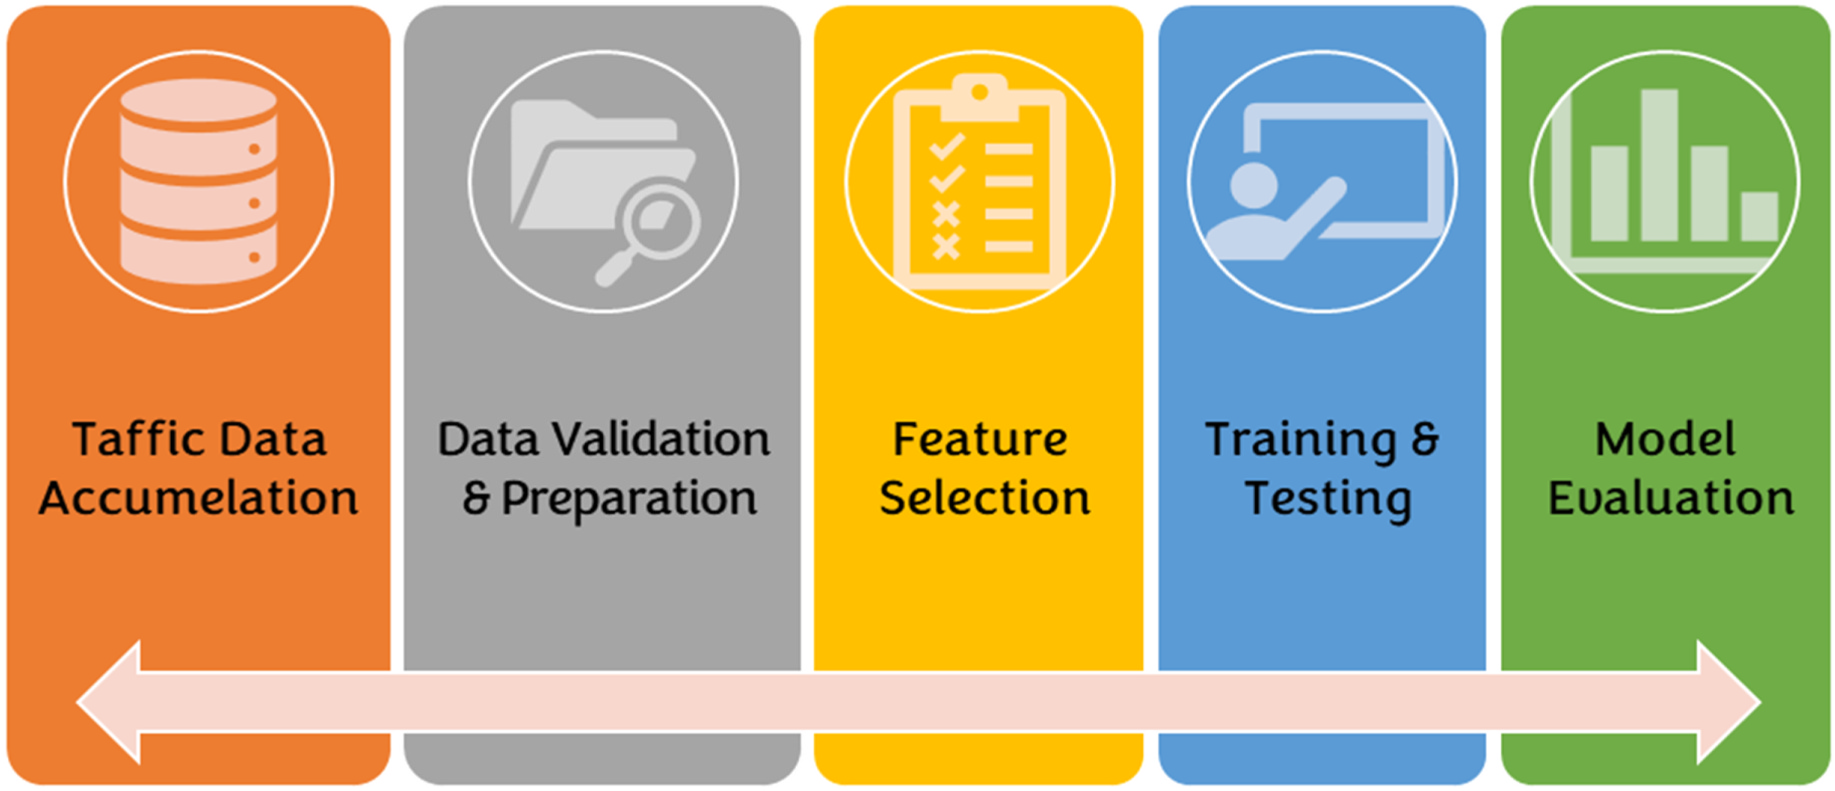 Taffic Data
Accumelation
Data Validation
& Preparation
Feature
Selection
Training &
Testing
Model
Evaluation